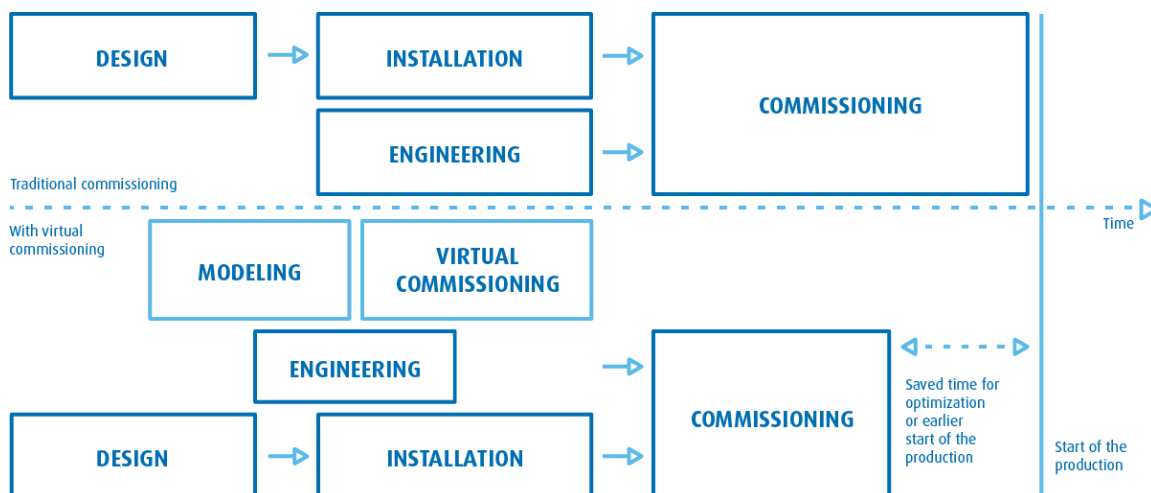 DESIGN
INSTALLATION
COMMISSIONING
ENGINEERING
Traditional commissioning
With virtual
commissioning
Time
MODELING
VIRTUAL
COMMISSIONING
ENGINEERING
COMMISSIONING
Saved time for
optimization
or earlier
start of the
production
DESIGN
INSTALLATION
Start of the
production